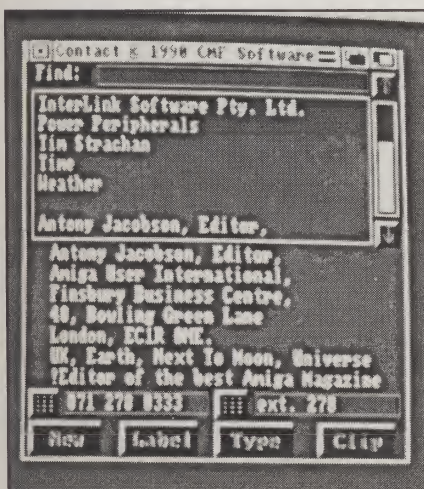 Contact © 1990 CMF Software
Find:
InterLink Software Pty. Ltd.
Power Peripherals
Tim Strachan
Time
Weather
Antony Jacobson, Editor,
Antony Jacobson, Editor,
Amiga User International,
Finsbury Business Centre,
40, Bowling Green Lane
London, EC1R
UK, Earth, Next To Moon, Universe
!Editor of the best Amiga Magazine
071 278 0333
ext. 270
New
Label
Type
Clip